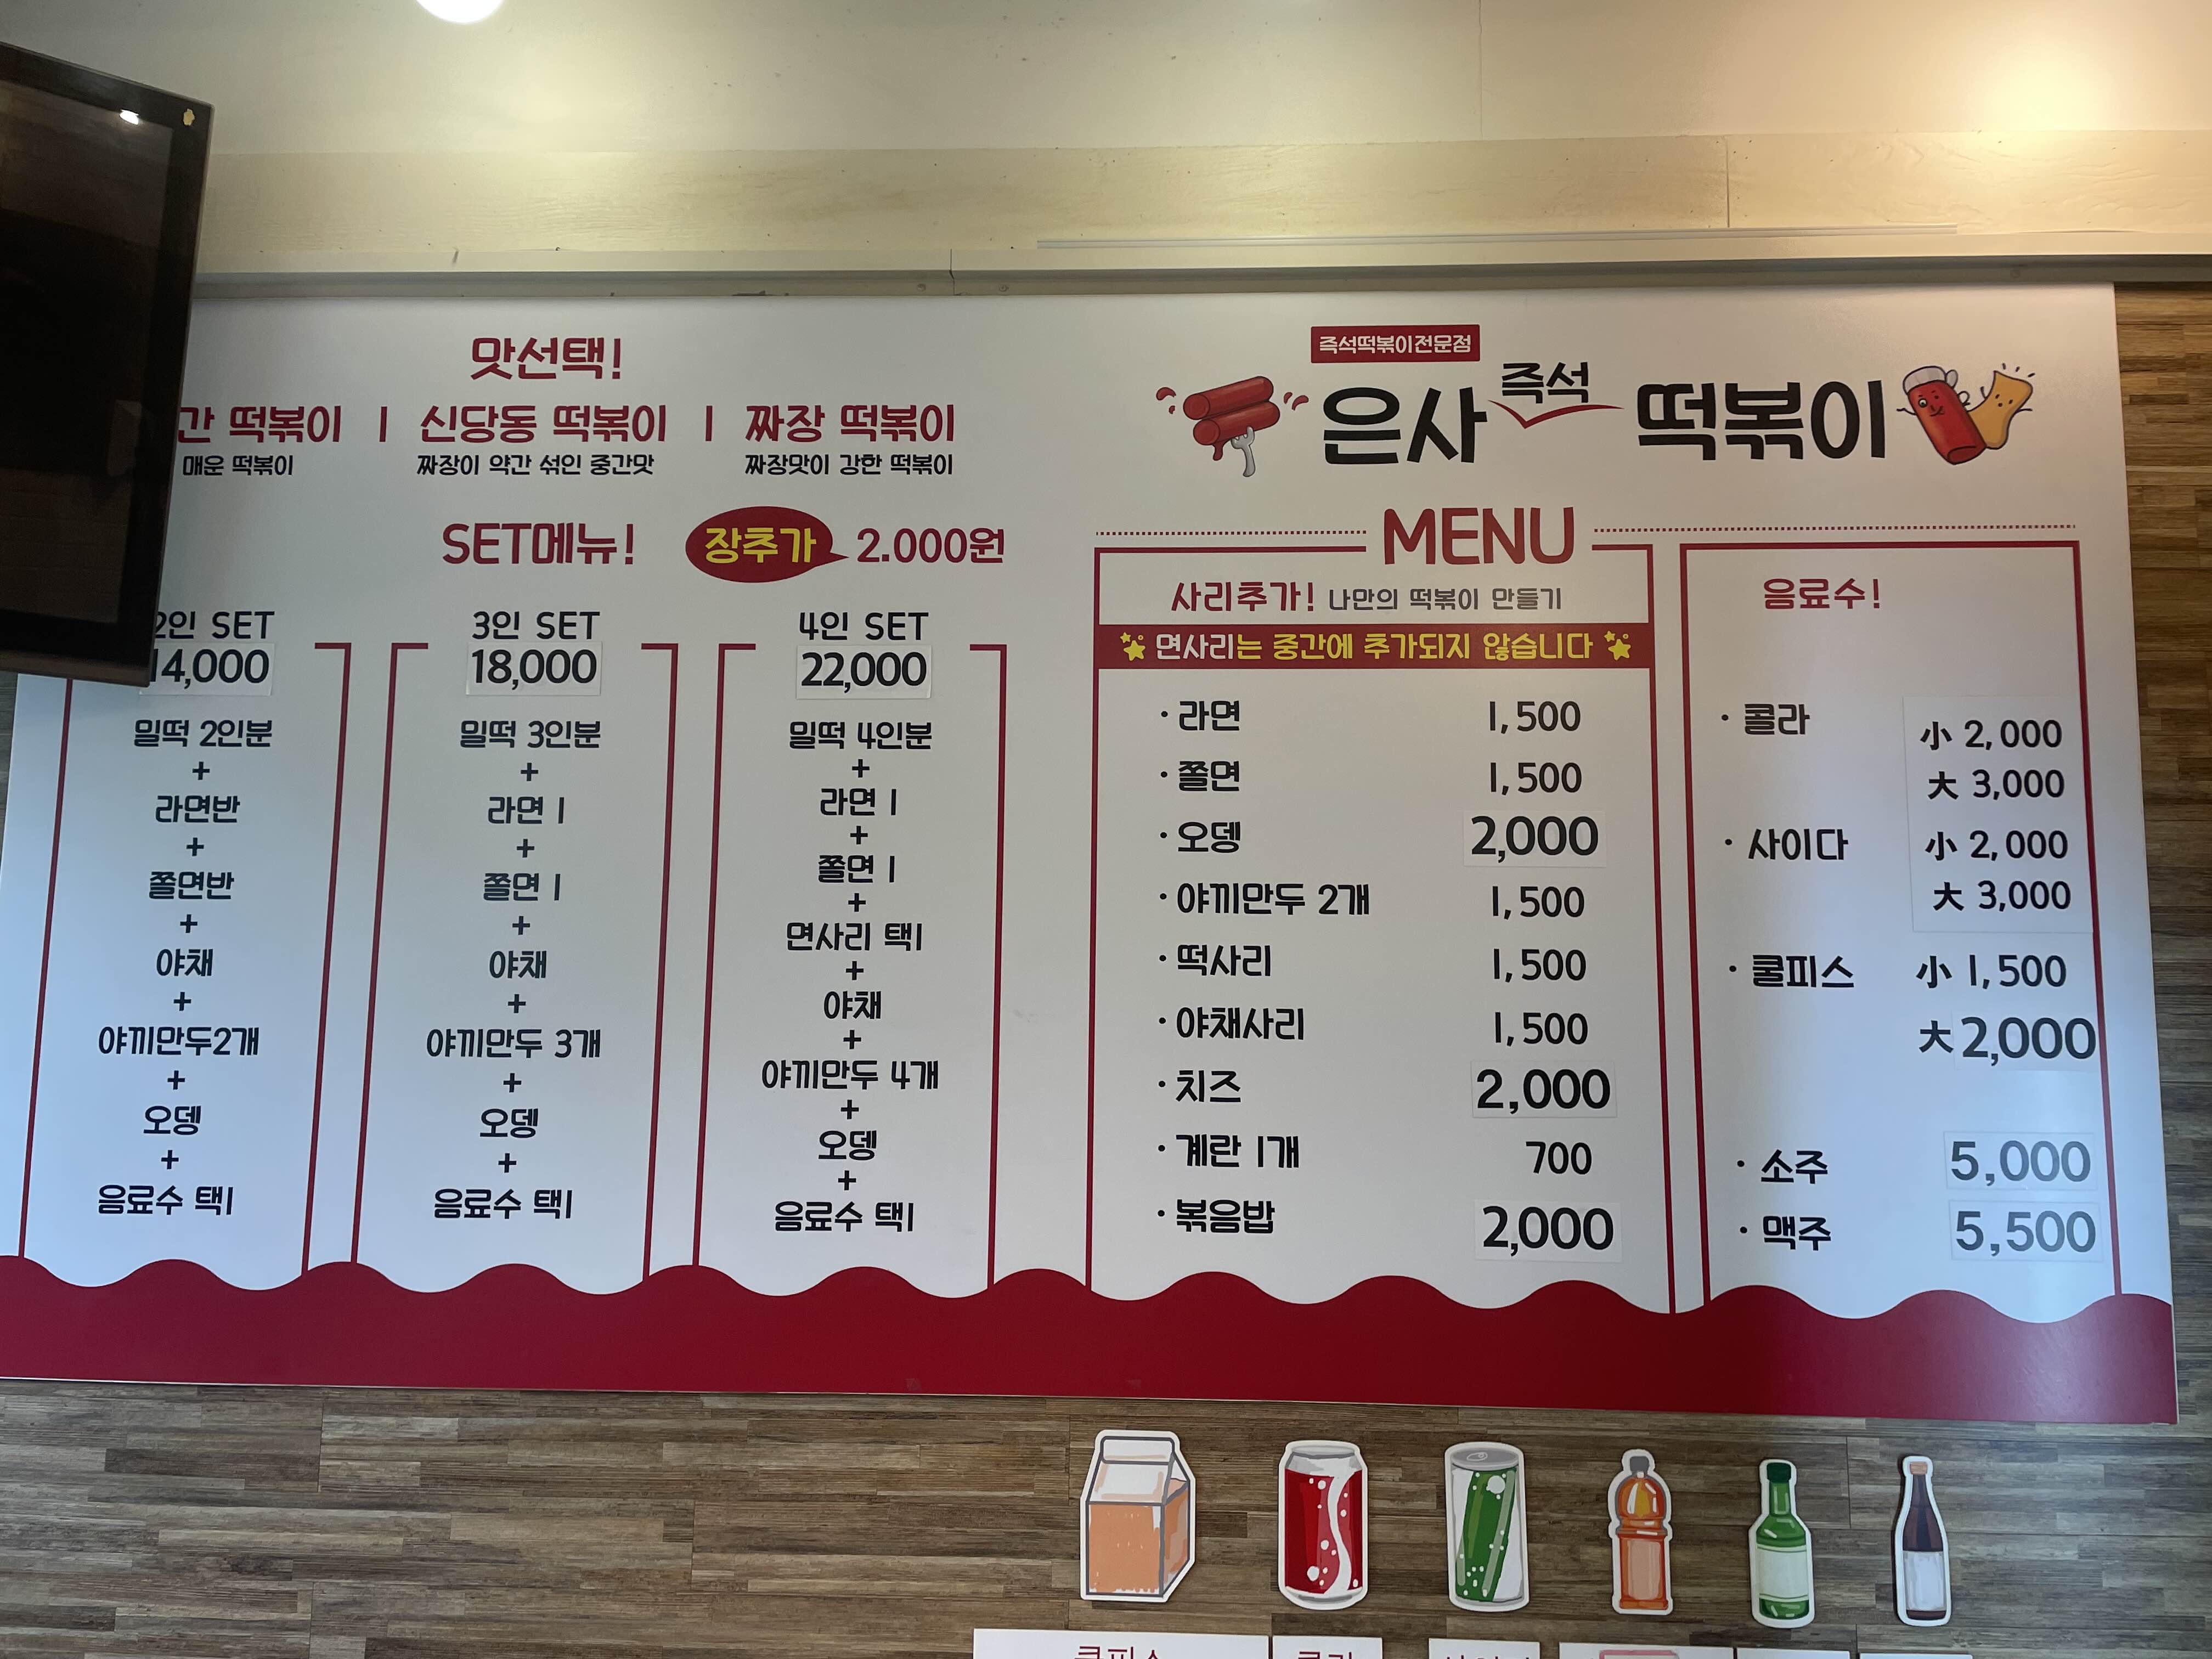 맛선택!
간 떡볶이 | 신당동 떡볶이 | 짜장 떡볶이
매운 떡볶이
짜장이 약간 섞인 중간맛
짜장맛이 강한 떡볶이
SET메뉴!
장추가 2.000원
2인 SET
14,000
밀떡 2인분
+
라면반
+
쫄면반
+
야채
+
야끼만두2개
+
오뎅
+
음료수 택1
3인 SET
18,000
밀떡 3인분
+
라면 1
+
쫄면 1
+
야채
+
야끼만두 3개
+
오뎅
+
음료수 택1
4인 SET
22,000
밀떡 4인분
+
라면 1
+
쫄면 1
+
면사리 택1
+
야채
+
야끼만두 4개
+
오뎅
+
음료수 택1
즉석떡볶이전문점
은사 즉석 떡볶이
MENU
사리추가! 나만의 떡볶이 만들기
면사리는 중간에 추가되지 않습니다
· 라면 1,500
· 쫄면 1,500
· 오뎅 2,000
· 야끼만두 2개 1,500
· 떡사리 1,500
· 야채사리 1,500
· 치즈 2,000
· 계란 1개 700
· 볶음밥 2,000
음료수!
· 콜라 小 2,000
大 3,000
· 사이다 小 2,000
大 3,000
· 쿨피스 小 1,500
大 2,000
· 소주 5,000
· 맥주 5,500